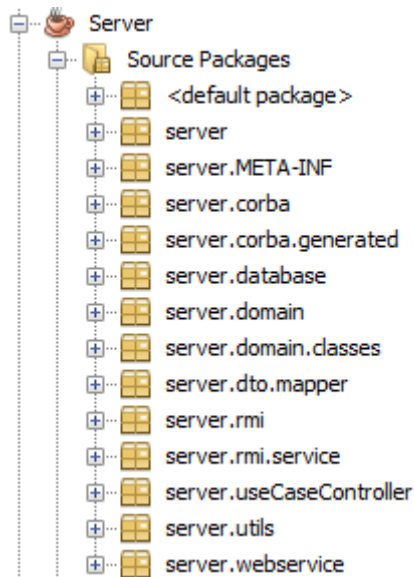 Server
Source Packages
<default package>
server
server.META-INF
server.corba
server.corba.generated
server.database
server.domain
server.domain.classes
server.dto.mapper
server.rmi
server.rmi.service
server.useCaseController
server.utils
server.webservice